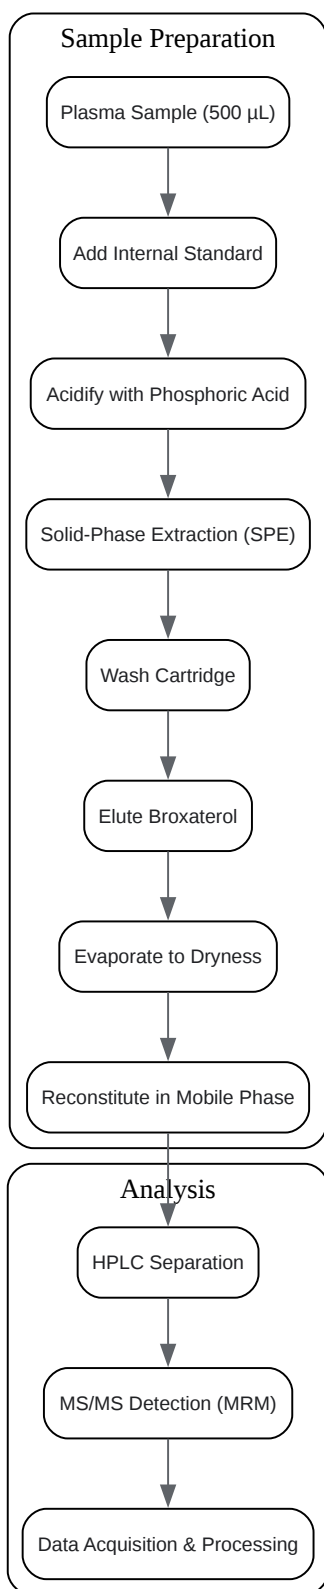 Sample Preparation
Plasma Sample (500 µL)
Add Internal Standard
Acidify with Phosphoric Acid
Solid-Phase Extraction (SPE)
Wash Cartridge
Elute Broxaterol
Evaporate to Dryness
Reconstitute in Mobile Phase
Analysis
HPLC Separation
MS/MS Detection (MRM)
Data Acquisition & Processing